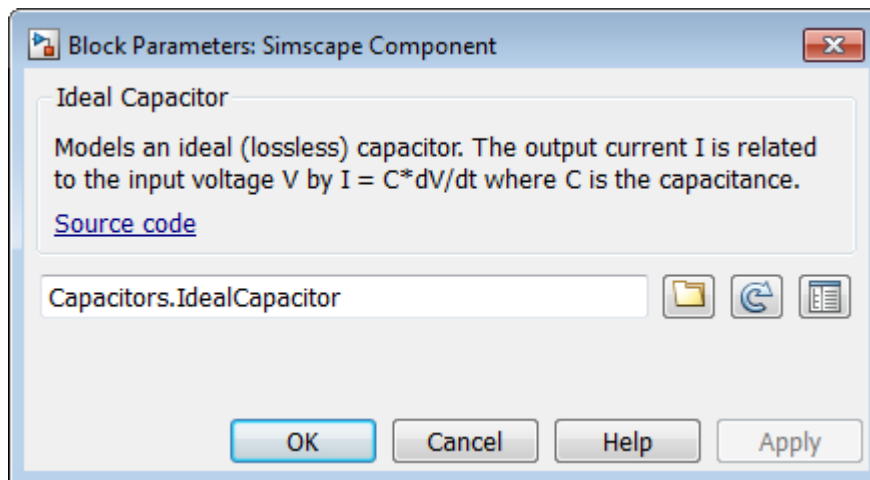 Block Parameters: Simscape Component
Ideal Capacitor
Models an ideal (lossless) capacitor. The output current I is related
to the input voltage V by I = C*dV/dt where C is the capacitance.
Source code
Capacitors.IdealCapacitor
OK Cancel Help Apply